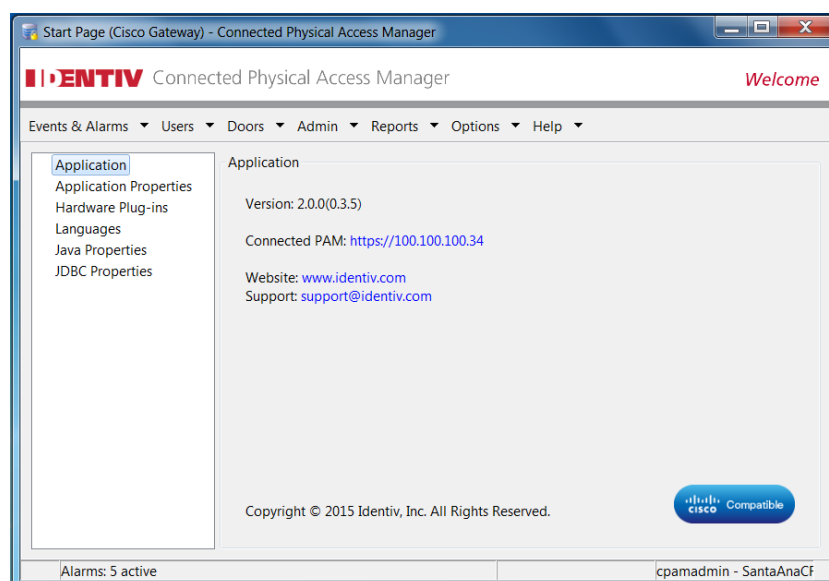 Start Page (Cisco Gateway) - Connected Physical Access Manager
IDENTIV Connected Physical Access Manager
Welcome
Events & Alarms Users Doors Admin Reports Options Help
Application
Application Properties
Hardware Plug-ins
Languages
Java Properties
JDBC Properties
Application
Version: 2.0.0(0.3.5)
Connected PAM: https://100.100.100.34
Website: www.identiv.com
Support: support@identiv.com
Copyright © 2015 Identiv, Inc. All Rights Reserved.
cisco Compatible
Alarms: 5 active
cpamadmin - SantaAnaCF